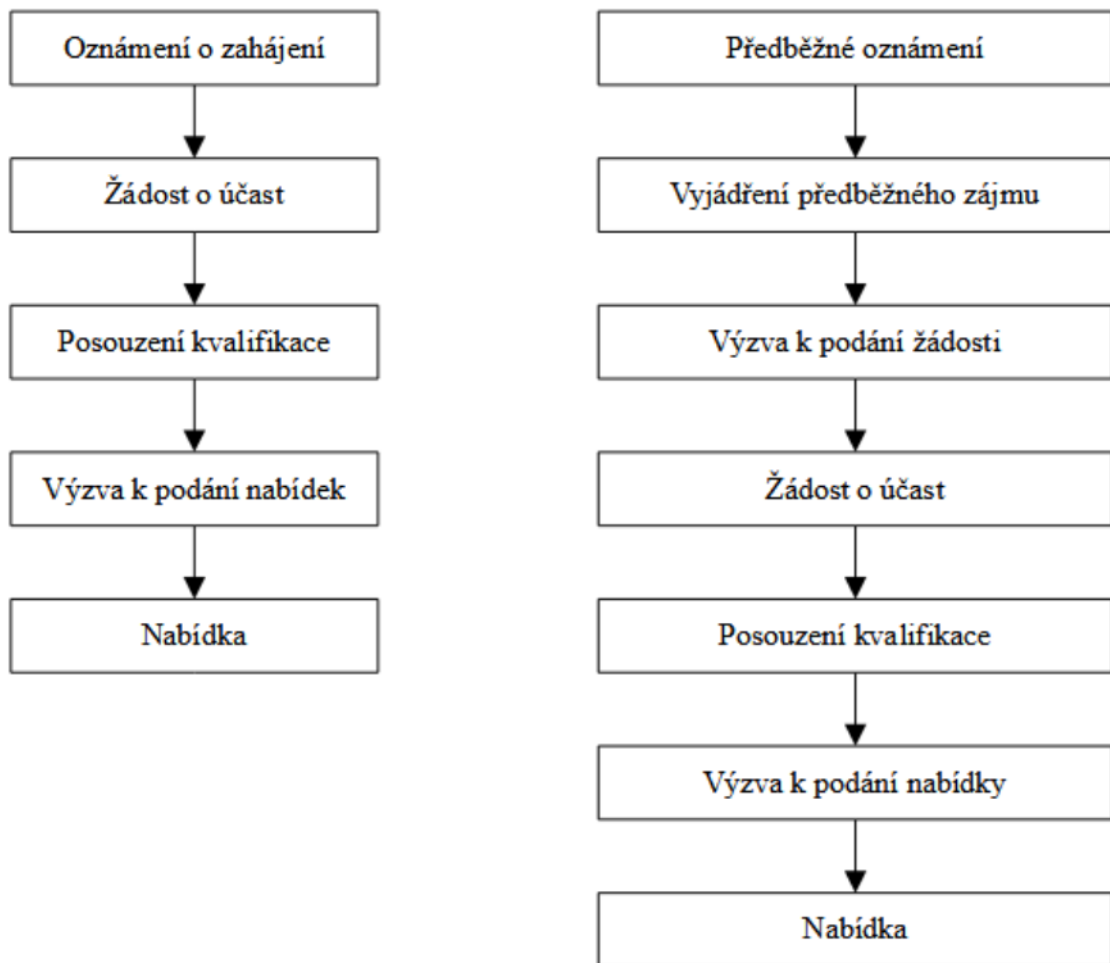 Oznámení o zahájení
Žádost o účast
Posouzení kvalifikace
Výzva k podání nabídek
Nabídka
Předběžné oznámení
Vyjádření předběžného zájmu
Výzva k podání žádosti
Žádost o účast
Posouzení kvalifikace
Výzva k podání nabídky
Nabídka